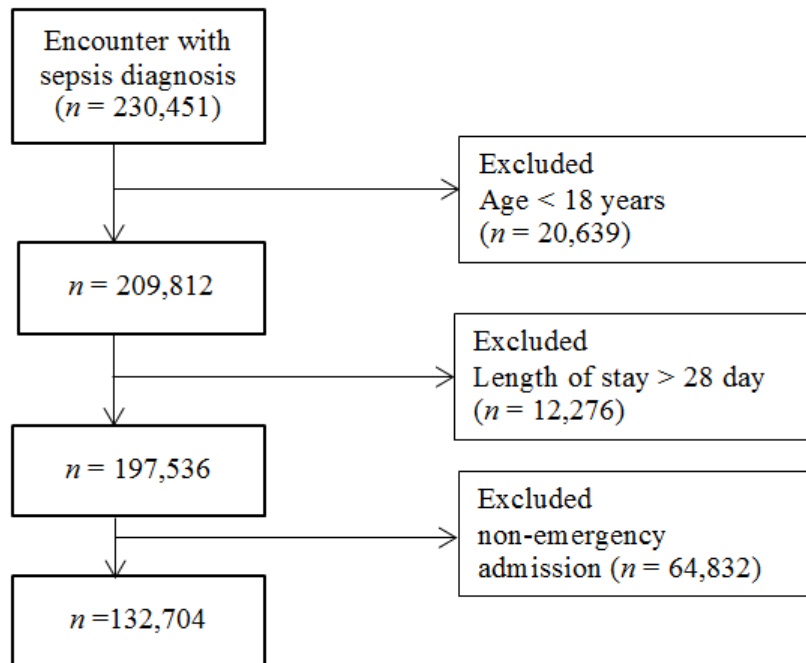 Encounter with
sepsis diagnosis
(n = 230,451)
Excluded
Age < 18 years
(n = 20,639)
n = 209,812
Excluded
Length of stay > 28 day
(n = 12,276)
n = 197,536
Excluded
non-emergency
admission (n = 64,832)
n =132,704